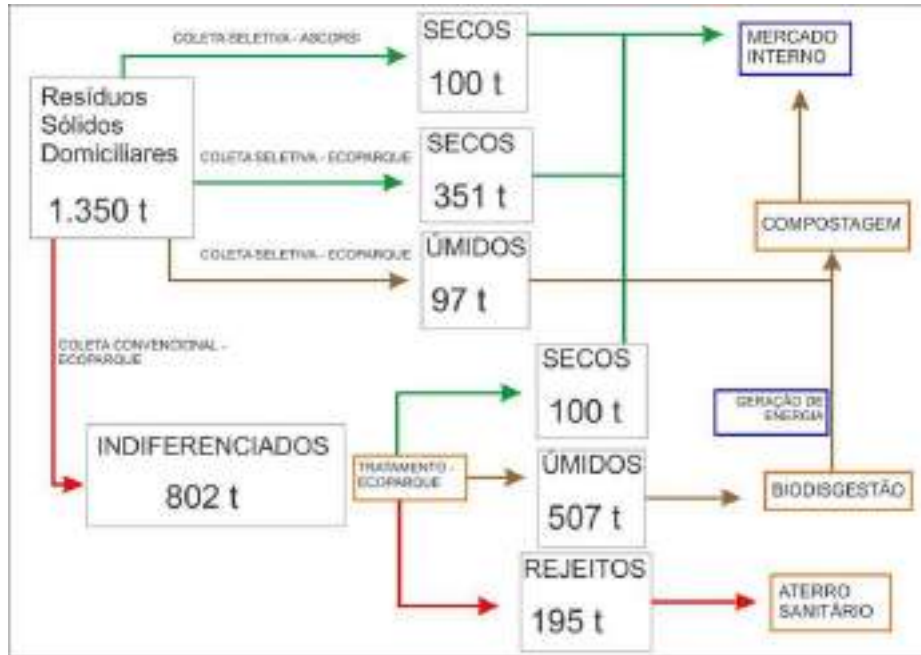 COLETA SELETIVA - ASCORSI
SECOS
100 t
MERCADO
INTERNO
Resíduos
Sólidos
Domiciliares
1.350 t
COLETA SELETIVA - ECOPARQUE
SECOS
351 t
COLETA SELETIVA - ECOPARQUE
ÚMIDOS
97 t
COMPOSTAGEM
COLETA CONVENCIONAL -
ECOPARQUE
SECOS
100 t
GERAÇÃO DE
ENERGIA
INDIFERENCIADOS
802 t
TRATAMENTO -
ECOPARQUE
ÚMIDOS
507 t
BIODISGESTÃO
REJEITOS
195 t
ATERRO
SANITÁRIO